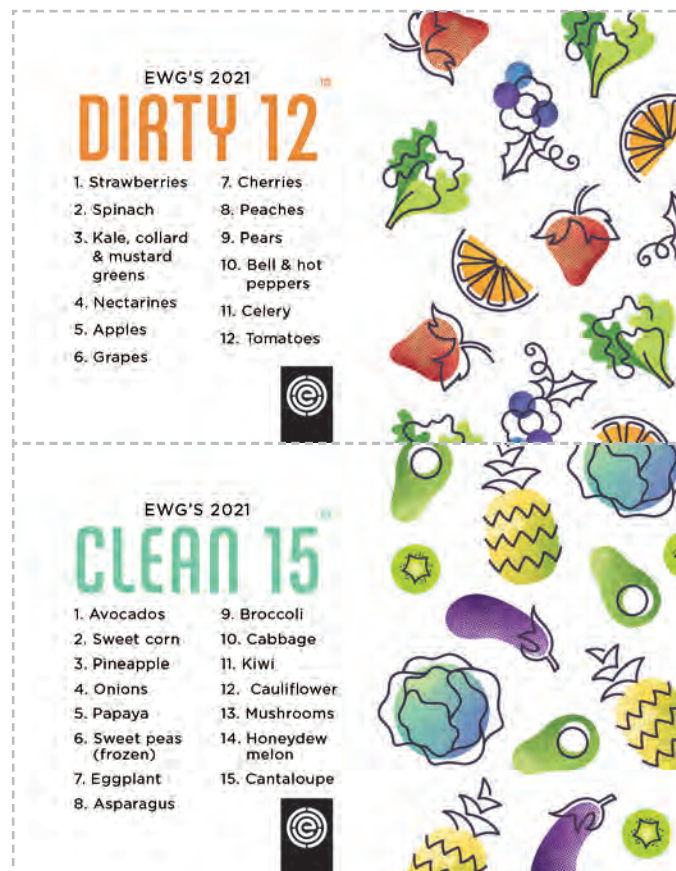 EWG'S 2021
DIRTY 12
1. Strawberries
2. Spinach
3. Kale, collard
& mustard
greens
4. Nectarines
5. Apples
6. Grapes
7. Cherries
8. Peaches
9. Pears
10. Bell & hot
peppers
11. Celery
12. Tomatoes
e
EWG'S 2021
CLEAN 15
1. Avocados
2. Sweet corn
3. Pineapple
4. Onions
5. Papaya
6. Sweet peas
(frozen)
7. Eggplant
8. Asparagus
9. Broccoli
10. Cabbage
11. Kiwi
12. Cauliflower
13. Mushrooms
14. Honeydew
melon
15. Cantaloupe
e